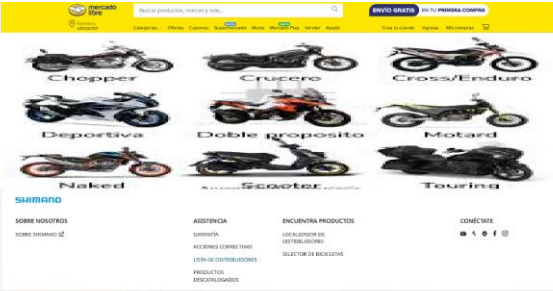 mercado
libre
Buscar productos, marcas y más...
ENVÍO GRATIS EN TU PRIMERA COMPRA
Ingresa tu
ubicación
Categorías Ofertas Cupones Supermercado Moda Mercado Play Vender Ayuda
Crea tu cuenta Ingresa Mis compras
Chopper Crucero Cross/Enduro
Deportiva Doble proposito Motard
Naked Scooter Touring
SHIMANO
SOBRE NOSOTROS
SOBRE SHIMANO
ASISTENCIA
GARANTÍA
ACCIONES CORRECTIVAS
LISTA DE DISTRIBUIDORES
PRODUCTOS
DESCATALOGADOS
ENCUENTRA PRODUCTOS
LOCALIZADOR DE
DISTRIBUIDORES
SELECTOR DE BICICLETAS
CONÉCTATE